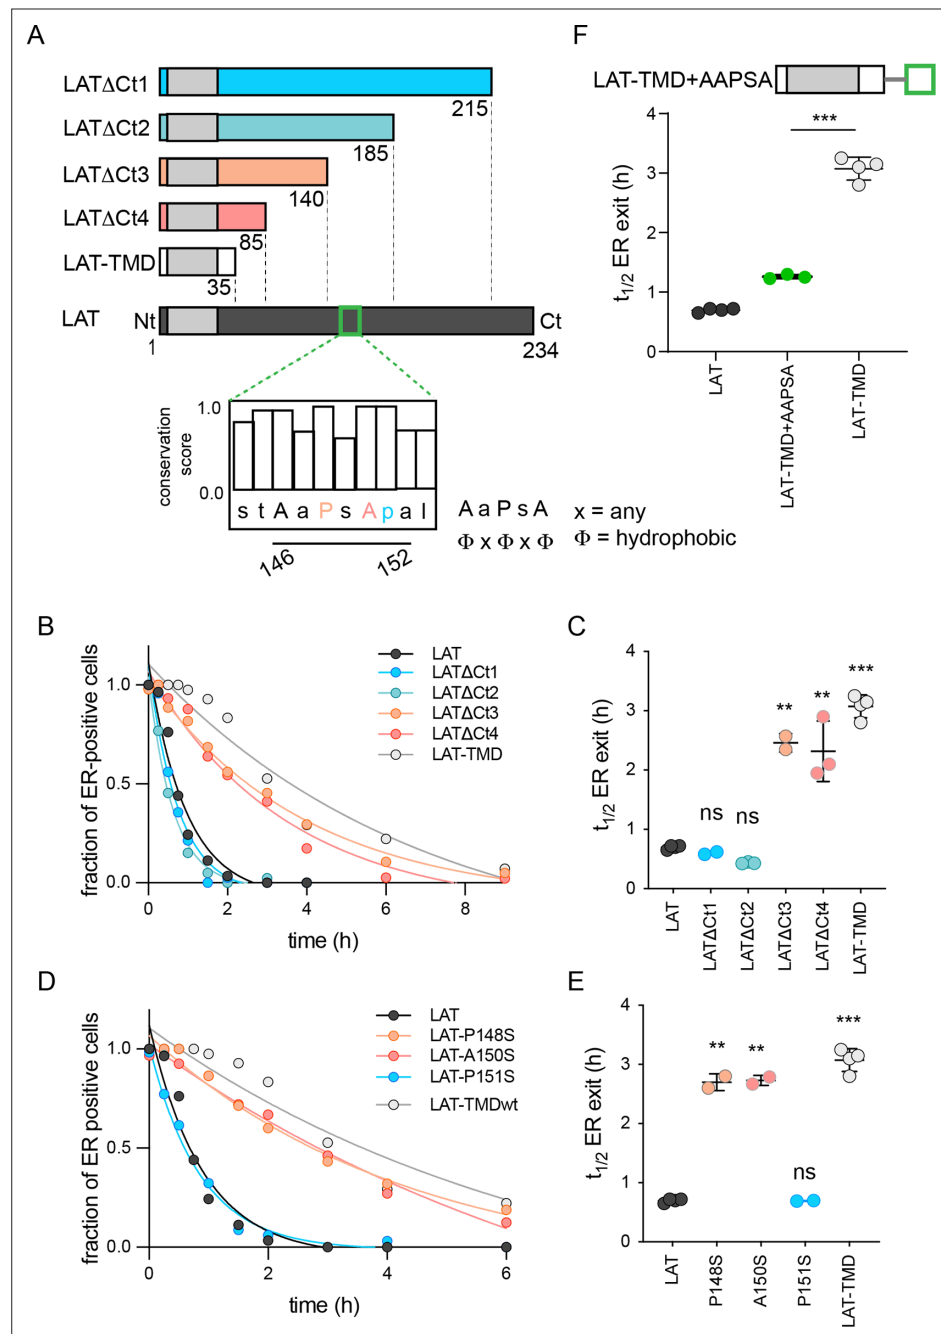 A
LATΔCt1
215
LATΔCt2
185
LATΔCt3
140
LATΔCt4
85
LAT-TMD
35
LAT Nt Ct
1 234
conservation
score
1.0
0.0
s t A a P s A p a l
146 152
A a P s A
Φ x Φ x Φ
x = any
Φ = hydrophobic
F
LAT-TMD+AAPSA
t1/2 ER exit (h)
4
3
2
1
0
***
LAT
LAT-TMD+AAPSA
LAT-TMD
B
fraction of ER-positive cells
1.0
0.5
0.0
LAT
LATΔCt1
LATΔCt2
LATΔCt3
LATΔCt4
LAT-TMD
0 2 4 6 8
time (h)
C
t1/2 ER exit (h)
4
3
2
1
0
ns
ns
**
**
***
LAT
LATΔCt1
LATΔCt2
LATΔCt3
LATΔCt4
LAT-TMD
D
fraction of ER positive cells
1.0
0.5
0.0
LAT
LAT-P148S
LAT-A150S
LAT-P151S
LAT-TMDwt
0 2 4 6
time (h)
E
t1/2 ER exit (h)
4
3
2
1
0
**
**
ns
***
LAT
P148S
A150S
P151S
LAT-TMD